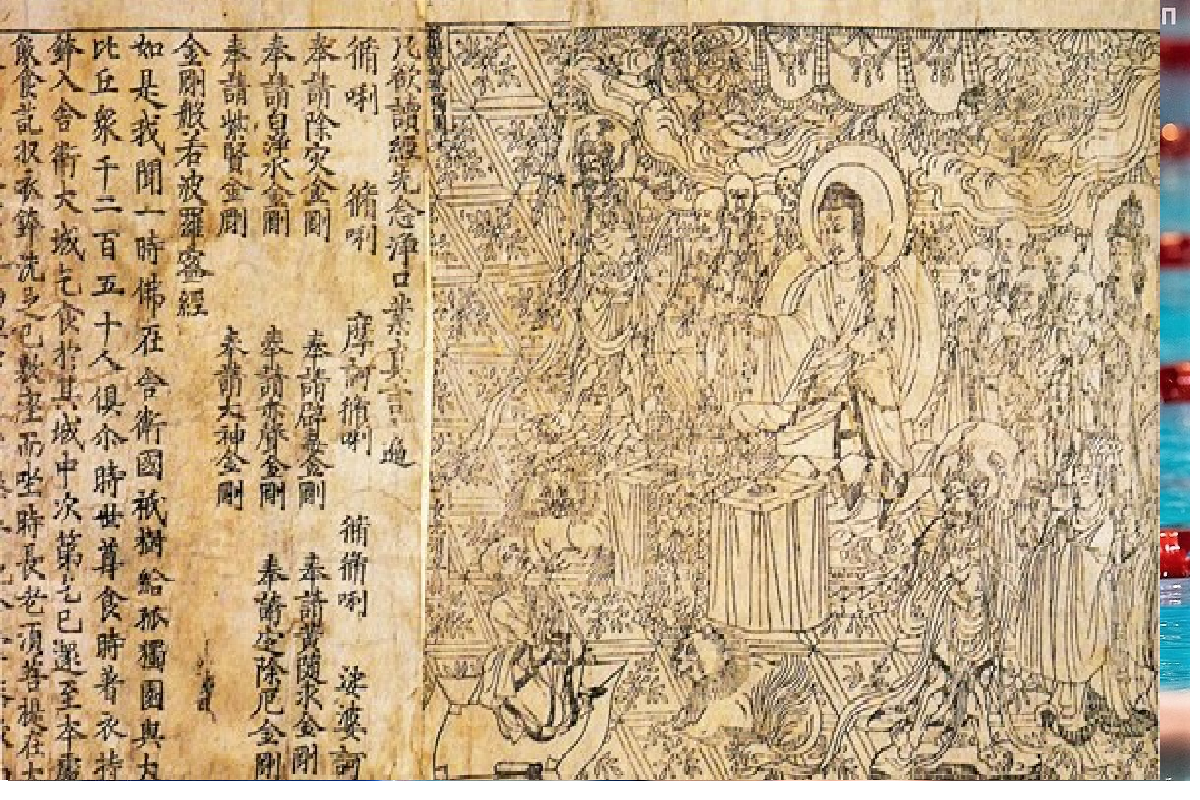 凡欲讀經先念淨口業真言一遍
脩唎 脩唎 摩訶脩唎 脩脩唎 娑婆訶
奉請除灾金剛 奉請辟毒金剛 奉請黄隨求金剛
奉請白淨水金剛 奉請赤聲金剛 奉請定除厄金剛
奉請紫賢金剛 奉請大神金剛
金剛般若波羅蜜經
如是我聞一時佛在舍衛國祇樹給孤獨園與大
比丘衆千二百五十人俱尒時世尊食時著衣持
鉢入舍衛大城乞食於其城中次第乞已還至本處
飯食訖收衣鉢洗足已敷座而坐時長老須菩提在大